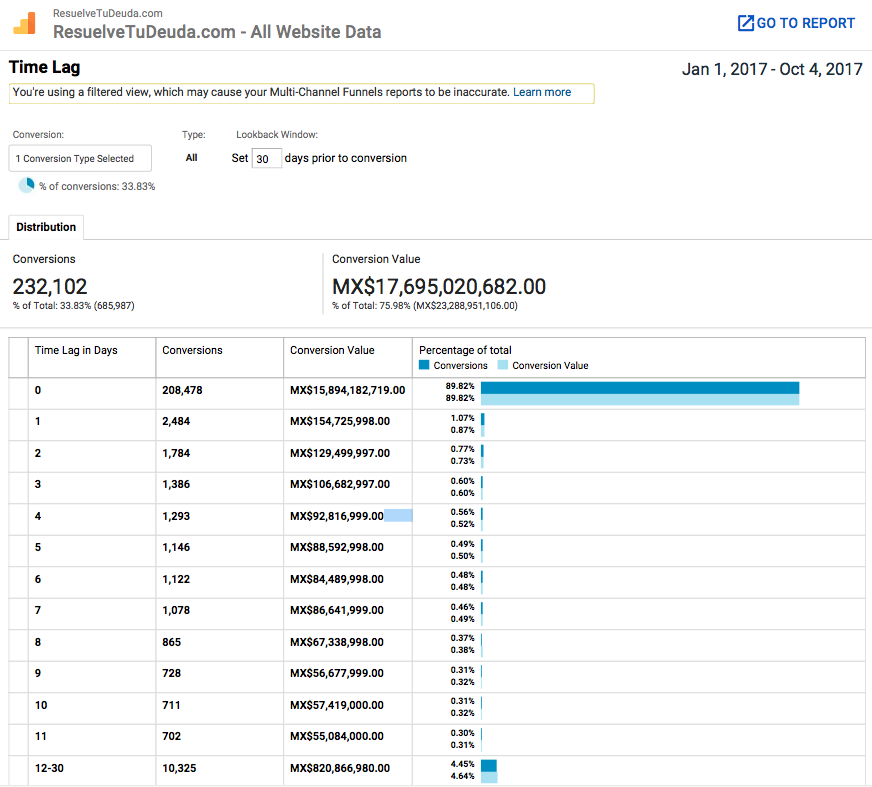 ResuelveTuDeuda.com
ResuelveTuDeuda.com - All Website Data
GO TO REPORT
Time Lag
Jan 1, 2017 - Oct 4, 2017
You're using a filtered view, which may cause your Multi-Channel Funnels reports to be inaccurate. Learn more
Conversion: Type: Lookback Window:
1 Conversion Type Selected All Set 30 days prior to conversion
% of conversions: 33.83%
Distribution
Conversions Conversion Value
232,102 MX$17,695,020,682.00
% of Total: 33.83% (685,987) % of Total: 75.98% (MX$23,288,951,106.00)
Time Lag in Days Conversions Conversion Value Percentage of total
Conversions Conversion Value
0 208,478 MX$15,894,182,719.00 89.82%
89.82%
1 2,484 MX$154,725,998.00 1.07%
0.87%
2 1,784 MX$129,499,997.00 0.77%
0.73%
3 1,386 MX$106,682,997.00 0.60%
0.60%
4 1,293 MX$92,816,999.00 0.56%
0.52%
5 1,146 MX$88,592,998.00 0.49%
0.50%
6 1,122 MX$84,489,998.00 0.48%
0.48%
7 1,078 MX$86,641,999.00 0.46%
0.49%
8 865 MX$67,338,998.00 0.37%
0.38%
9 728 MX$56,677,999.00 0.31%
0.32%
10 711 MX$57,419,000.00 0.31%
0.32%
11 702 MX$55,084,000.00 0.30%
0.31%
12-30 10,325 MX$820,866,980.00 4.45%
4.64%